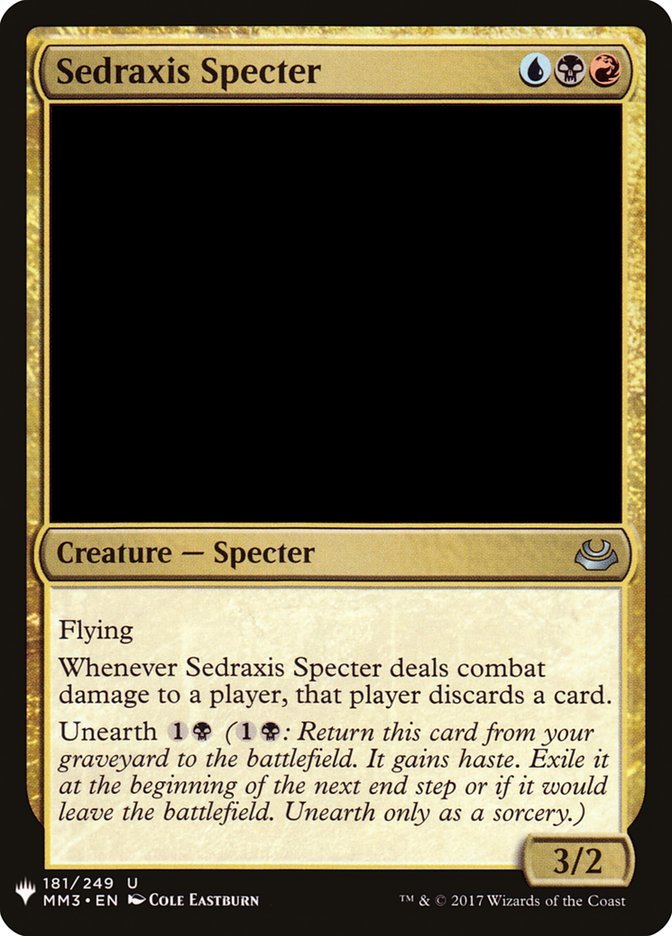 Sedraxis Specter
Creature — Specter
Flying
Whenever Sedraxis Specter deals combat
damage to a player, that player discards a card.
Unearth 1 (1 : Return this card from your
graveyard to the battlefield. It gains haste. Exile it
at the beginning of the next end step or if it would
leave the battlefield. Unearth only as a sorcery.)
3/2
181/249 U
MM3 • EN Cole Eastburn
™ & © 2017 Wizards of the Coast